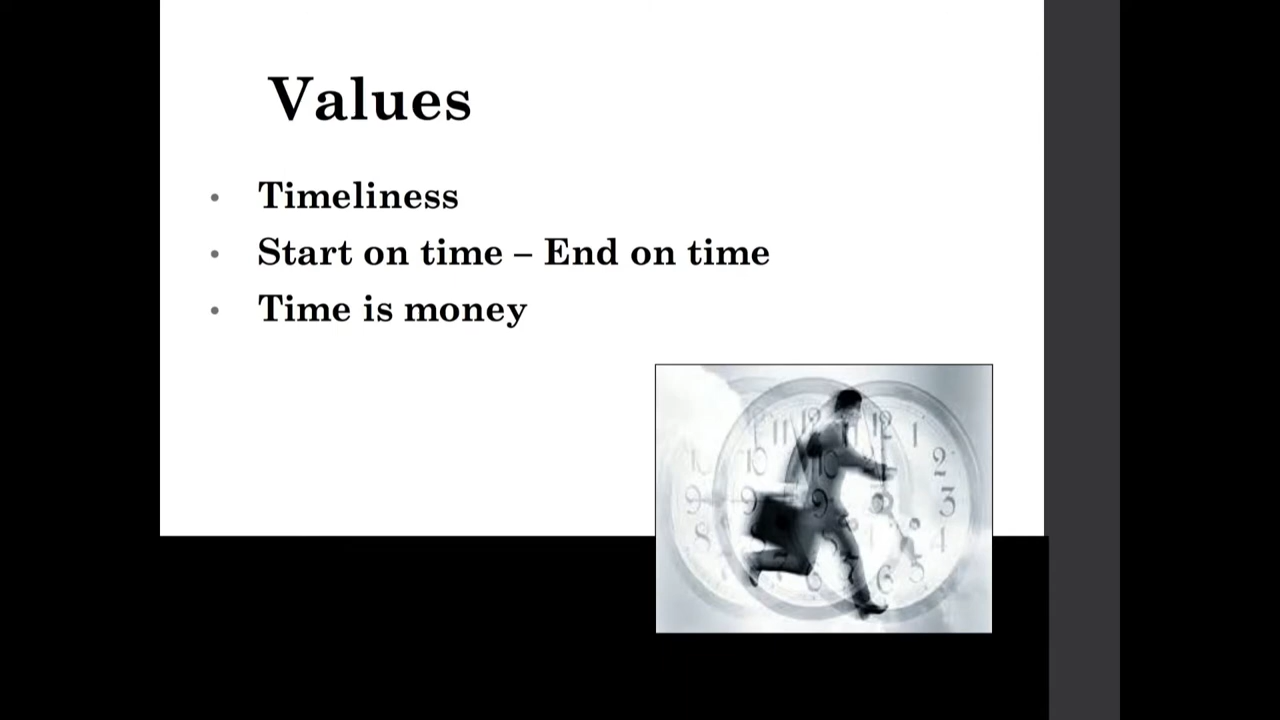 Values
• Timeliness
• Start on time – End on time
• Time is money